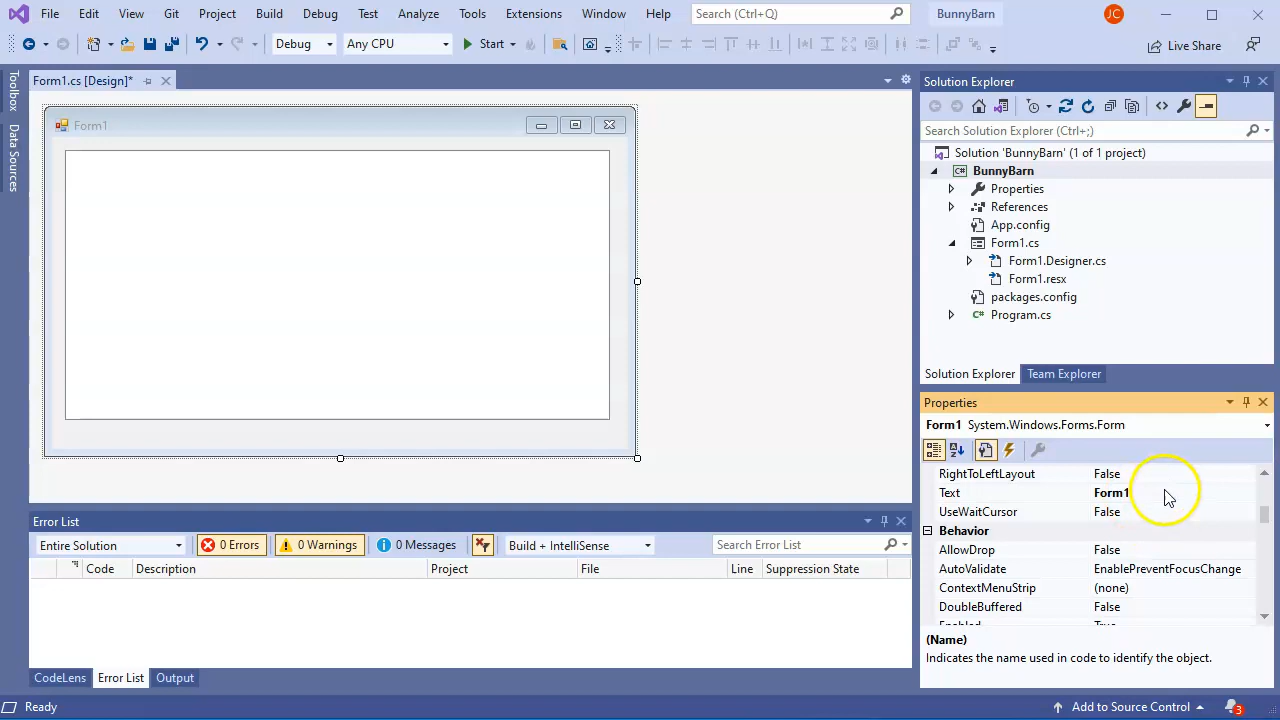 File Edit View Git Project Build Debug Test Analyze Tools Extensions Window Help Search (Ctrl+Q) BunnyBarn JC
Debug Any CPU Start Live Share
Form1.cs [Design]*
Toolbox
Data Sources
Form1
Solution Explorer
Search Solution Explorer (Ctrl+;)
Solution 'BunnyBarn' (1 of 1 project)
C# BunnyBarn
Properties
References
App.config
Form1.cs
Form1.Designer.cs
Form1.resx
packages.config
C# Program.cs
Solution Explorer Team Explorer
Properties
Form1 System.Windows.Forms.Form
RightToLeftLayout False
Text Form1
UseWaitCursor False
Behavior
AllowDrop False
AutoValidate EnablePreventFocusChange
ContextMenuStrip (none)
DoubleBuffered False
Enabled True
(Name)
Indicates the name used in code to identify the object.
Error List
Entire Solution 0 Errors 0 Warnings 0 Messages Build + IntelliSense Search Error List
Code Description Project File Line Suppression State
CodeLens Error List Output
Ready Add to Source Control 3